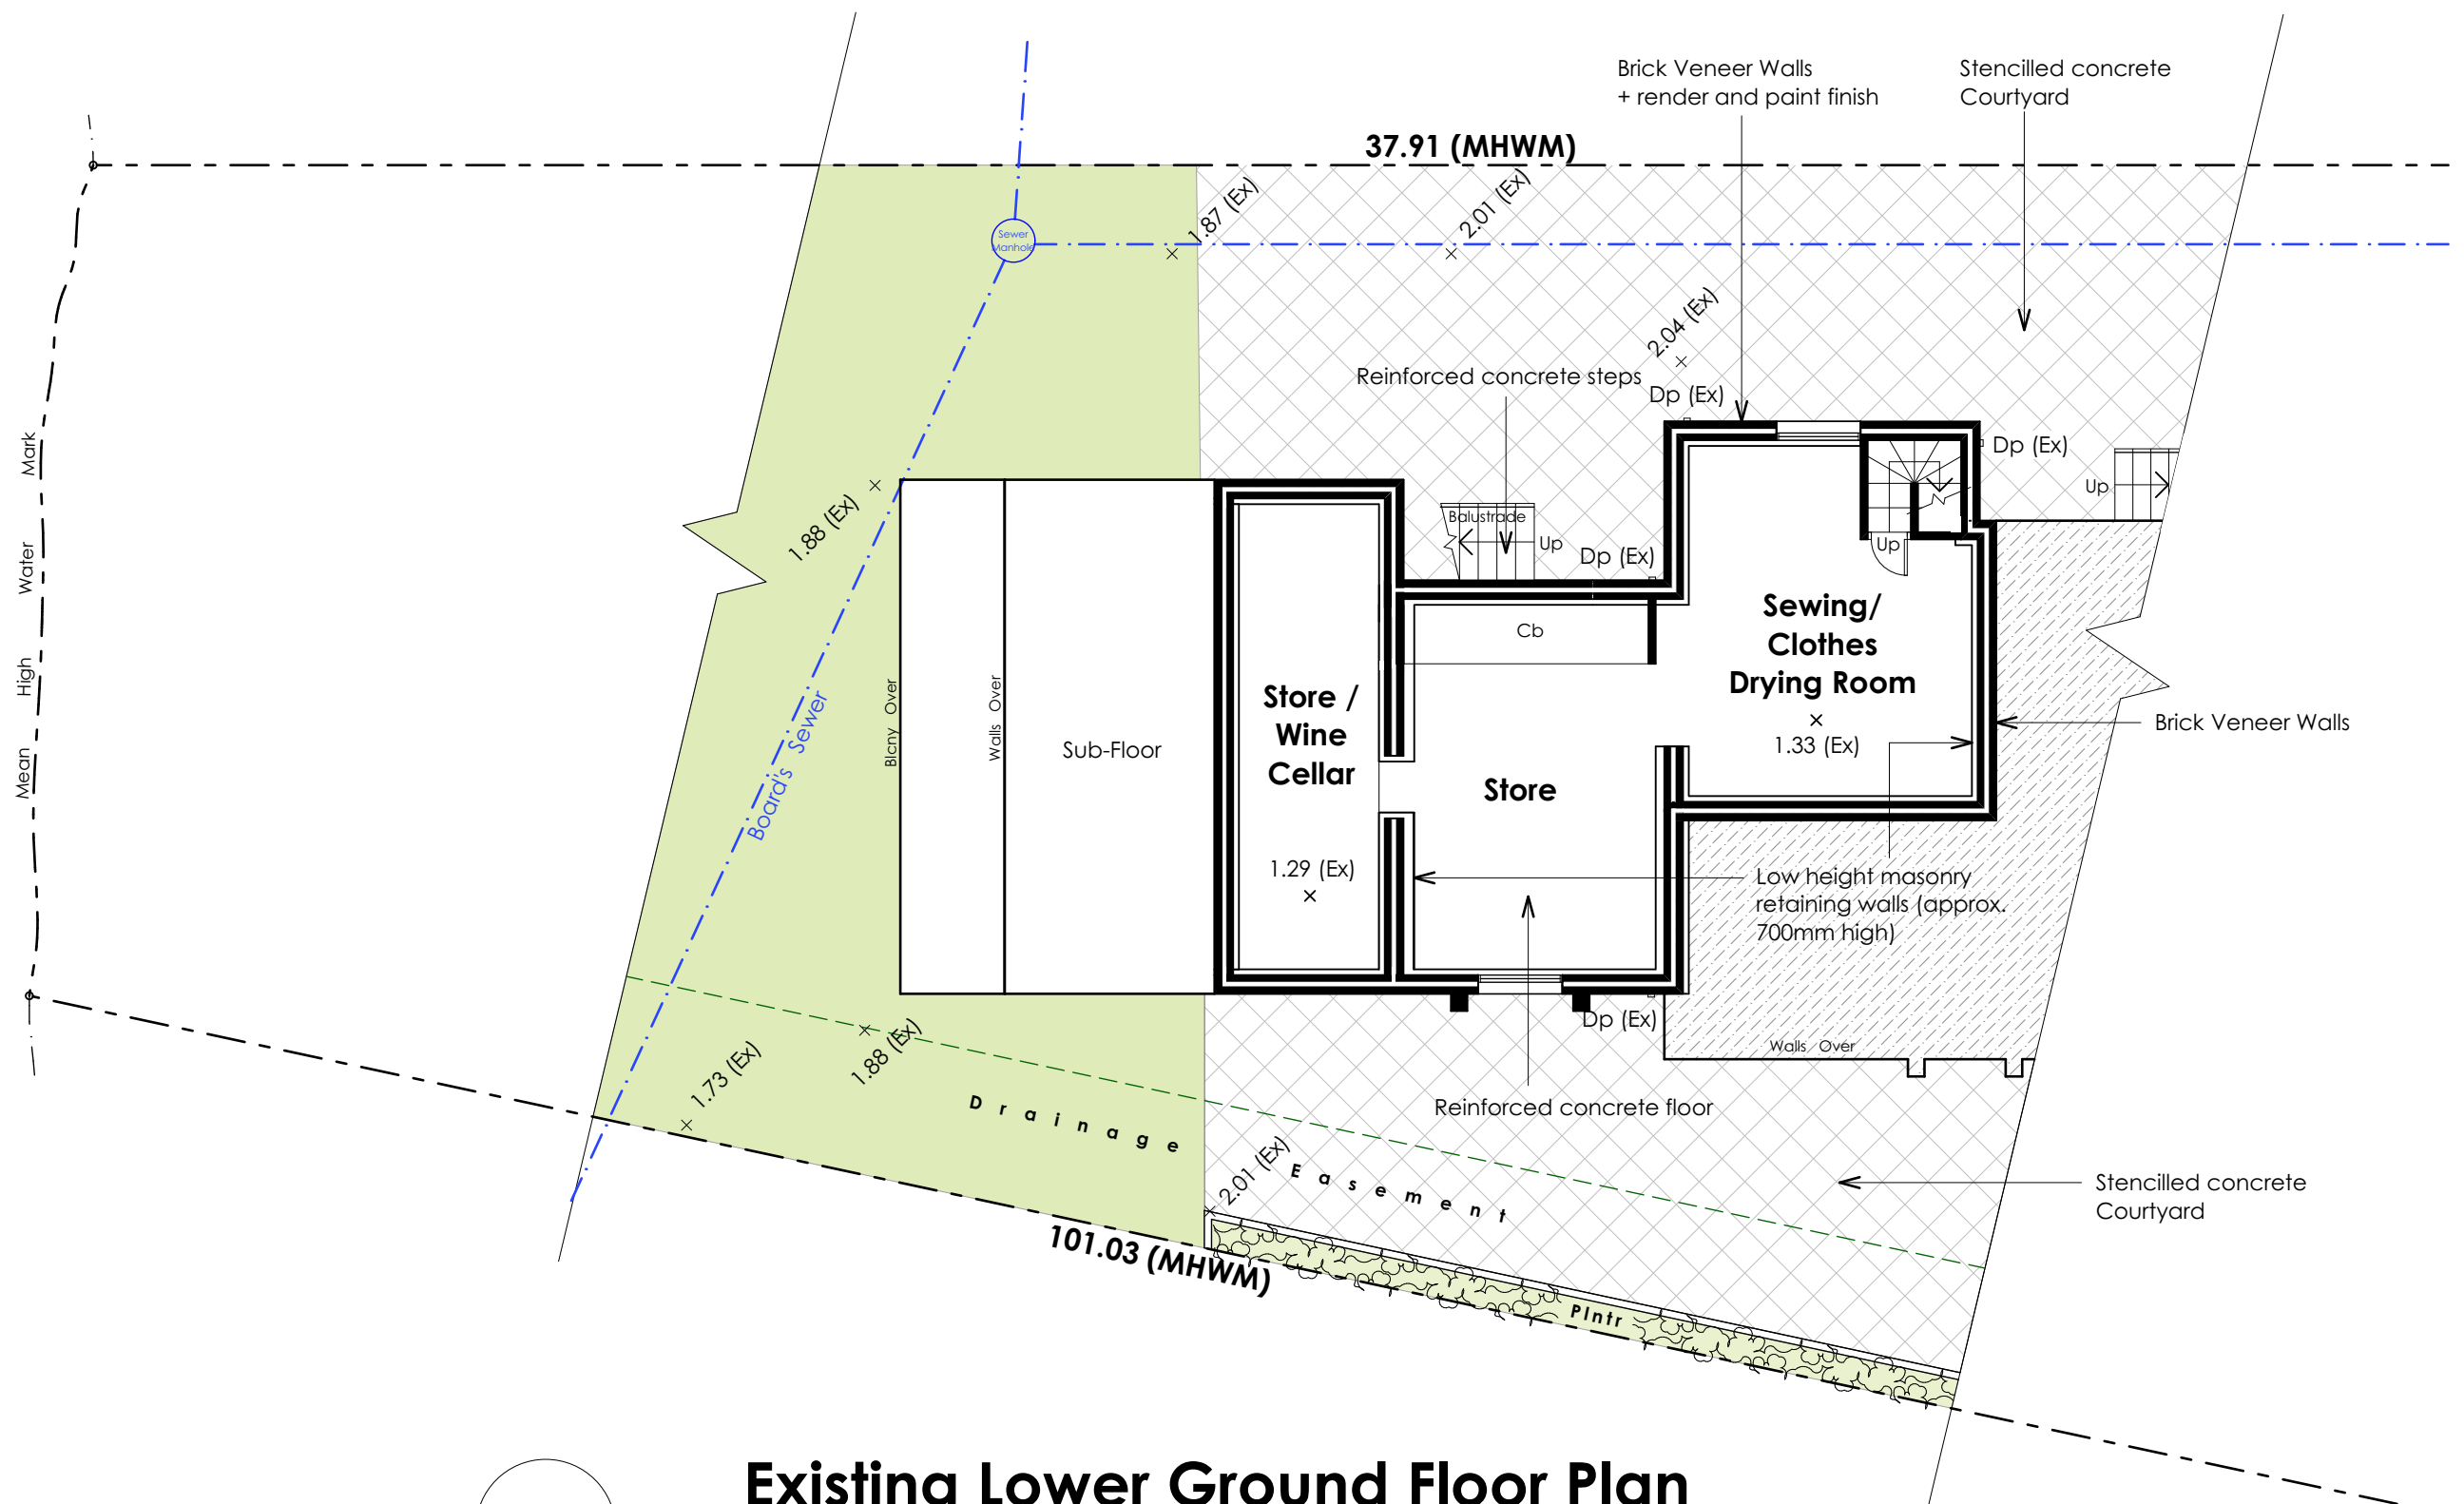 Brick Veneer Walls
+ render and paint finish
Stencilled concrete
Courtyard
37.91 (MHWM)
1.87 (Ex)
2.01 (Ex)
Sewer
Manhole
2.04 (Ex)
Reinforced concrete steps
Dp (Ex)
Dp (Ex)
Up
Balustrade
Up
Dp (Ex)
Up
1.88 (Ex)
Mean High Water Mark
Sewing/
Clothes
Drying Room
1.33 (Ex)
Cb
Store /
Wine
Cellar
1.29 (Ex)
Store
Sub-Floor
Blcny Over
Walls Over
Board's Sewer
Brick Veneer Walls
Low height masonry
retaining walls (approx.
700mm high)
Dp (Ex)
Walls Over
1.88 (Ex)
1.73 (Ex)
Reinforced concrete floor
Drainage Easement
2.01 (Ex)
Stencilled concrete
Courtyard
101.03 (MHWM)
Plntr
Existing Lower Ground Floor Plan